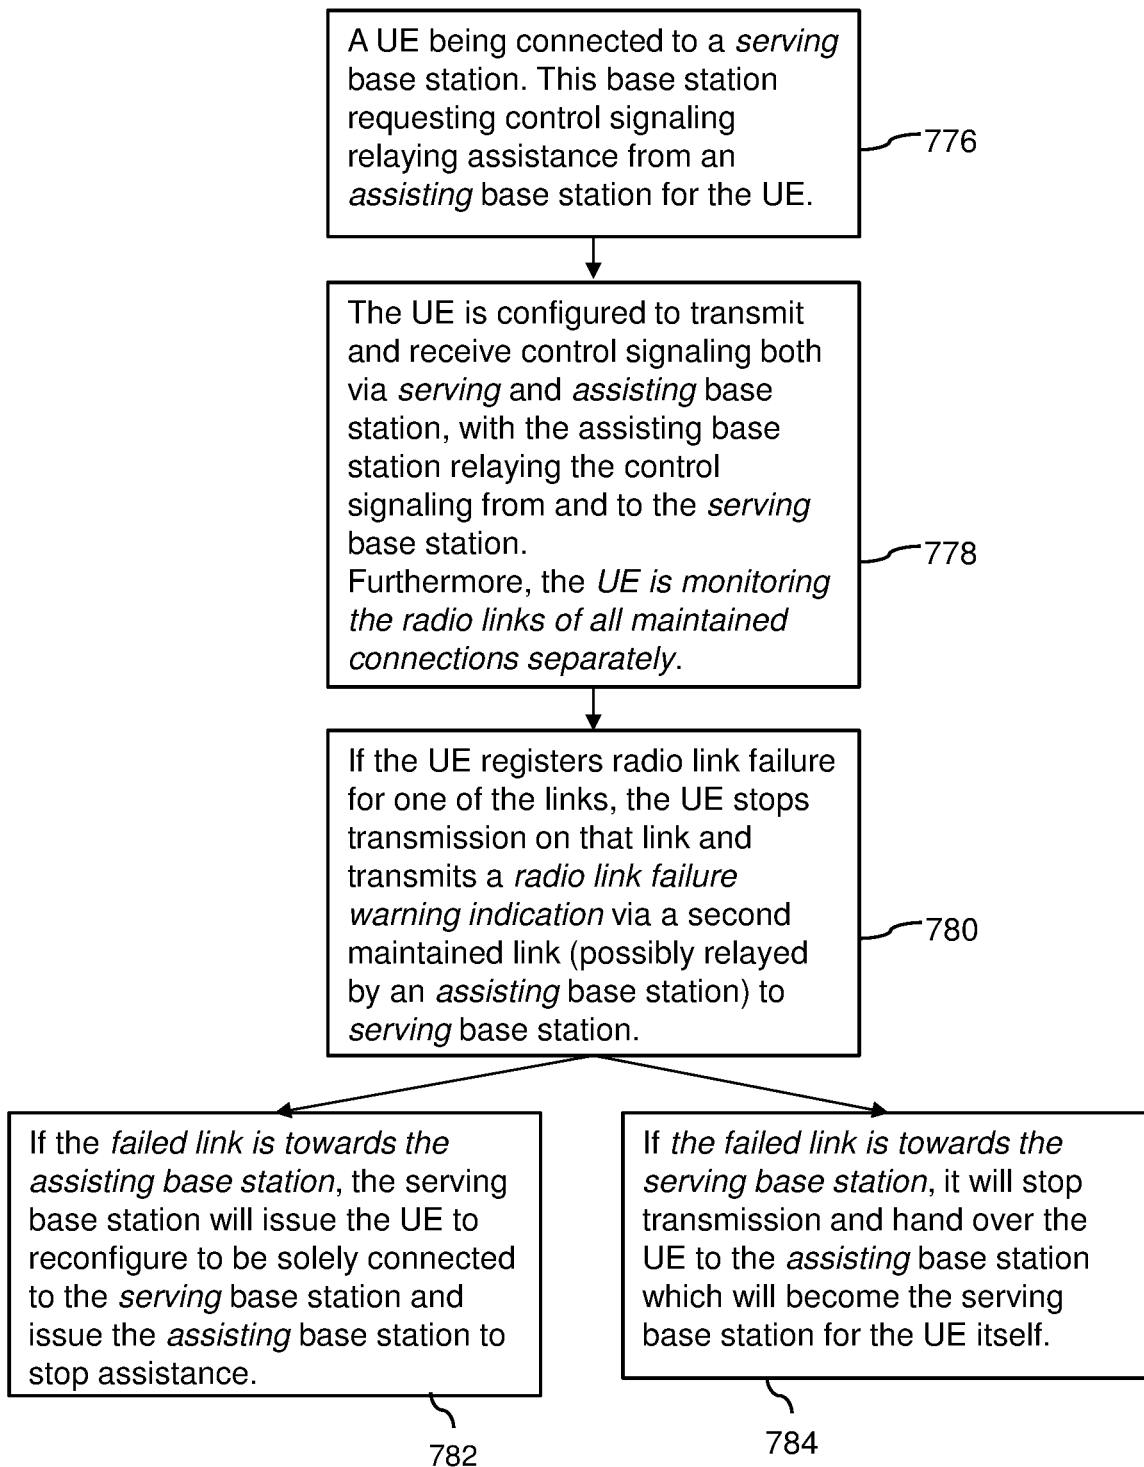 A UE being connected to a serving
base station. This base station
requesting control signaling
relaying assistance from an
assisting base station for the UE.
776
The UE is configured to transmit
and receive control signaling both
via serving and assisting base
station, with the assisting base
station relaying the control
signaling from and to the serving
base station.
Furthermore, the UE is monitoring
the radio links of all maintained
connections separately.
778
If the UE registers radio link failure
for one of the links, the UE stops
transmission on that link and
transmits a radio link failure
warning indication via a second
maintained link (possibly relayed
by an assisting base station) to
serving base station.
780
If the failed link is towards the
assisting base station, the serving
base station will issue the UE to
reconfigure to be solely connected
to the serving base station and
issue the assisting base station to
stop assistance.
782
If the failed link is towards the
serving base station, it will stop
transmission and hand over the
UE to the assisting base station
which will become the serving
base station for the UE itself.
784